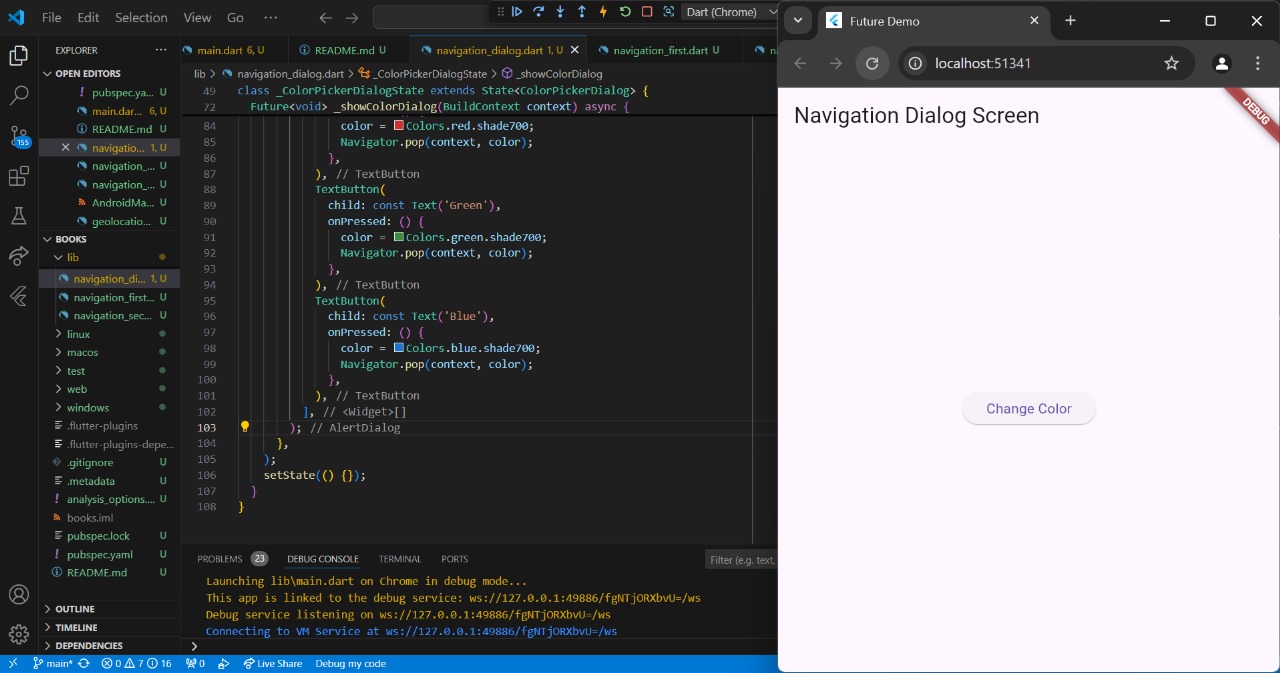 File Edit Selection View Go ···
Dart (Chrome)
EXPLORER ···
OPEN EDITORS
! pubspec.ya... U
main.dart... 6, U
README.md U
navigatio... 1, U
navigation_... U
navigation_... U
AndroidMa... U
geolocatio... U
BOOKS
lib
navigation_di... 1, U
navigation_first... U
navigation_sec... U
linux
macos
test
web
windows
.flutter-plugins
.flutter-plugins-depe...
.gitignore U
.metadata U
! analysis_options.... U
books.iml
pubspec.lock U
! pubspec.yaml U
README.md U
OUTLINE
TIMELINE
DEPENDENCIES
155
main.dart 6, U
README.md U
navigation_dialog.dart 1, U
navigation_first.dart U
lib > navigation_dialog.dart > _ColorPickerDialogState > _showColorDialog
49 class _ColorPickerDialogState extends State<ColorPickerDialog> {
72 Future<void> _showColorDialog(BuildContext context) async {
84 color = Colors.red.shade700;
85 Navigator.pop(context, color);
86 },
87 ), // TextButton
88 TextButton(
89 child: const Text('Green'),
90 onPressed: () {
91 color = Colors.green.shade700;
92 Navigator.pop(context, color);
93 },
94 ), // TextButton
95 TextButton(
96 child: const Text('Blue'),
97 onPressed: () {
98 color = Colors.blue.shade700;
99 Navigator.pop(context, color);
100 },
101 ), // TextButton
102 ], // <Widget>[]
103 ); // AlertDialog
104 },
105 );
106 setState(() {});
107 }
108 }
PROBLEMS 23 DEBUG CONSOLE TERMINAL PORTS
Filter (e.g. text,
Launching lib\main.dart on Chrome in debug mode...
This app is linked to the debug service: ws://127.0.0.1:49886/fgNTjORXbvU=/ws
Debug service listening on ws://127.0.0.1:49886/fgNTjORXbvU=/ws
Connecting to VM Service at ws://127.0.0.1:49886/fgNTjORXbvU=/ws
main* 0 7 16 0 Live Share Debug my code
Future Demo
localhost:51341
Navigation Dialog Screen
DEBUG
Change Color